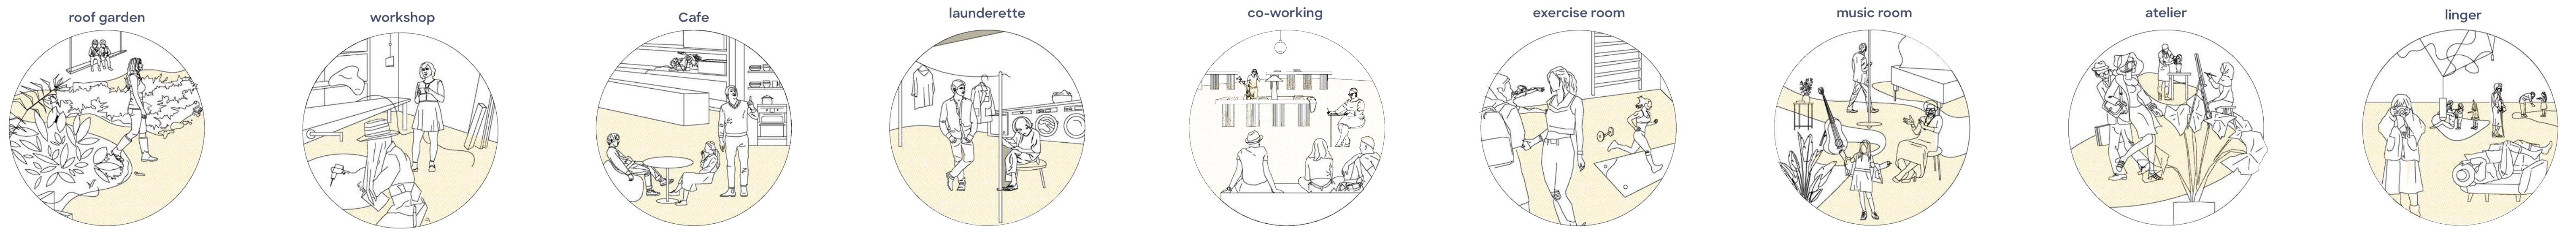 roof garden
workshop
Cafe
launderette
co-working
exercise room
music room
atelier
linger